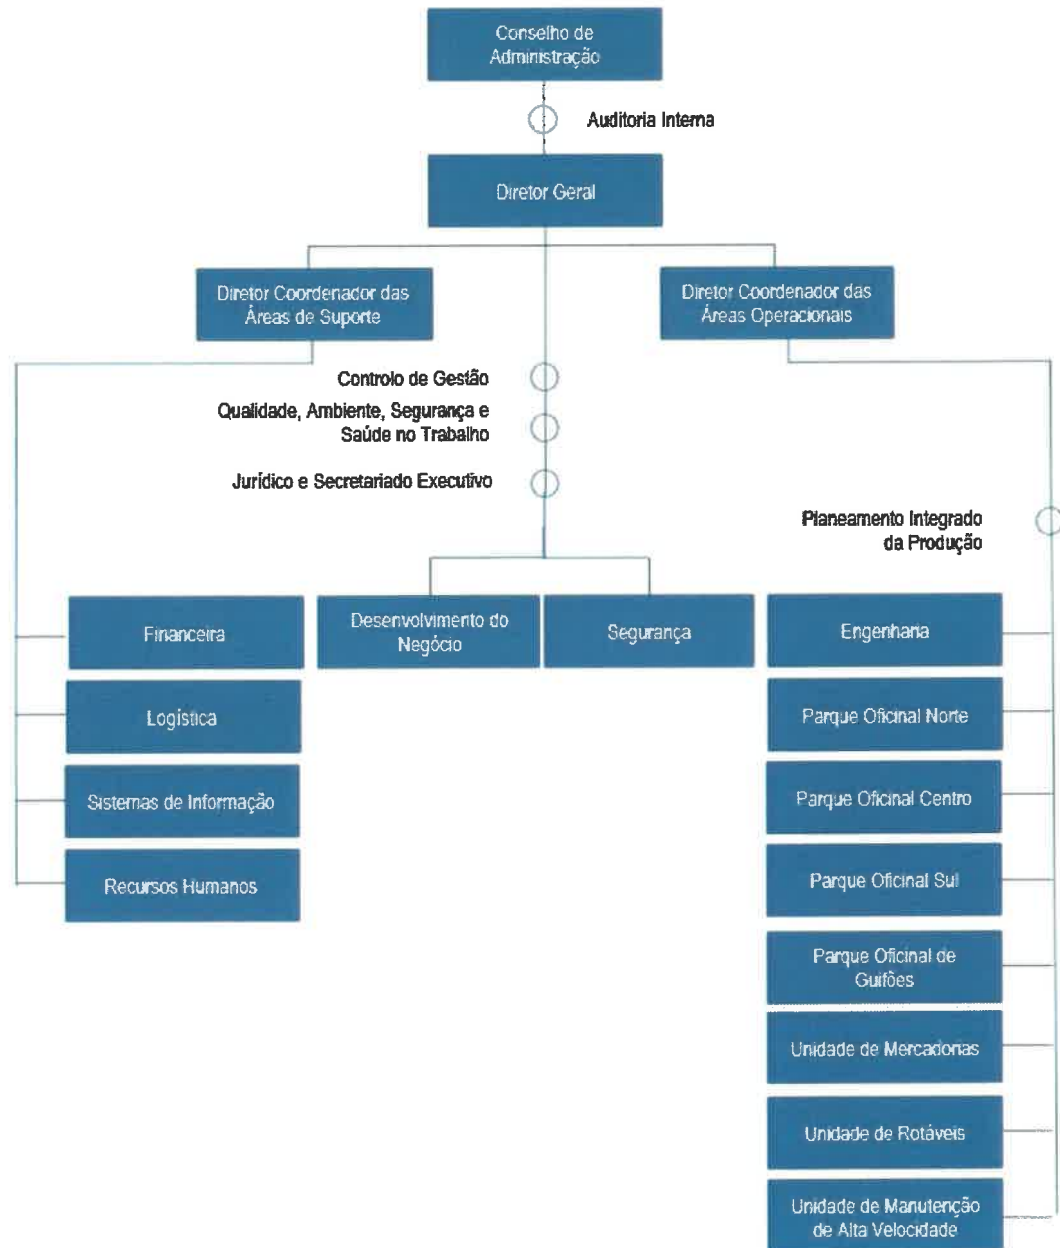 Conselho de
Administração
Auditoria Interna
Diretor Geral
Diretor Coordenador das
Áreas de Suporte
Diretor Coordenador das
Áreas Operacionais
Controlo de Gestão
Qualidade, Ambiente, Segurança e
Saúde no Trabalho
Jurídico e Secretariado Executivo
Planeamento Integrado
da Produção
Financeira
Desenvolvimento do
Negócio
Segurança
Engenharia
Logística
Parque Oficinal Norte
Sistemas de Informação
Parque Oficinal Centro
Recursos Humanos
Parque Oficinal Sul
Parque Oficinal de
Guifões
Unidade de Mercadorias
Unidade de Rotáveis
Unidade de Manutenção
de Alta Velocidade